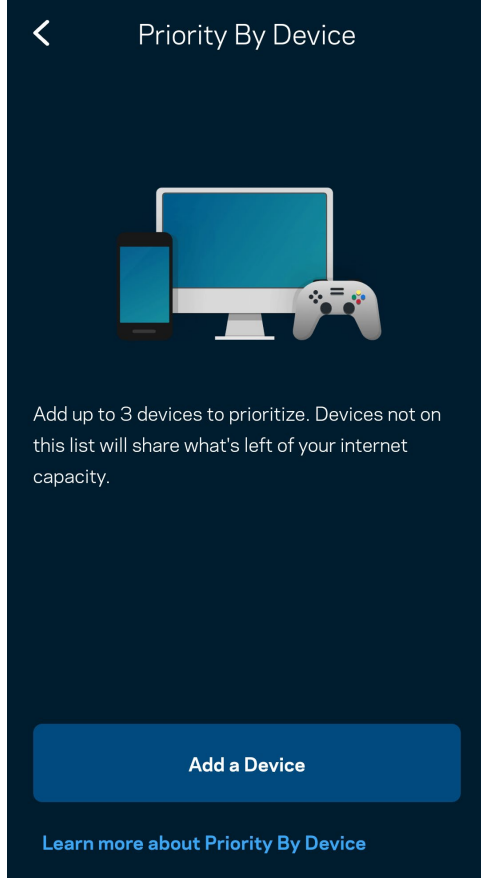 Priority By Device
Add up to 3 devices to prioritize. Devices not on
this list will share what's left of your internet
capacity.
Add a Device
Learn more about Priority By Device